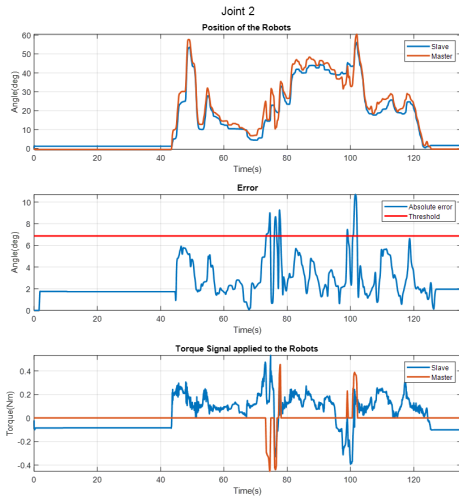 Joint 2
Position of the Robots
Angle(deg)
60
50
40
30
20
10
0
Slave
Master
0 20 40 60 80 100 120
Time(s)
Error
Angle(deg)
10
8
6
4
2
0
Absolute error
Threshold
0 20 40 60 80 100 120
Time(s)
Torque Signal applied to the Robots
Torque(Nm)
0.4
0.2
0
-0.2
-0.4
Slave
Master
0 20 40 60 80 100 120
Time(s)